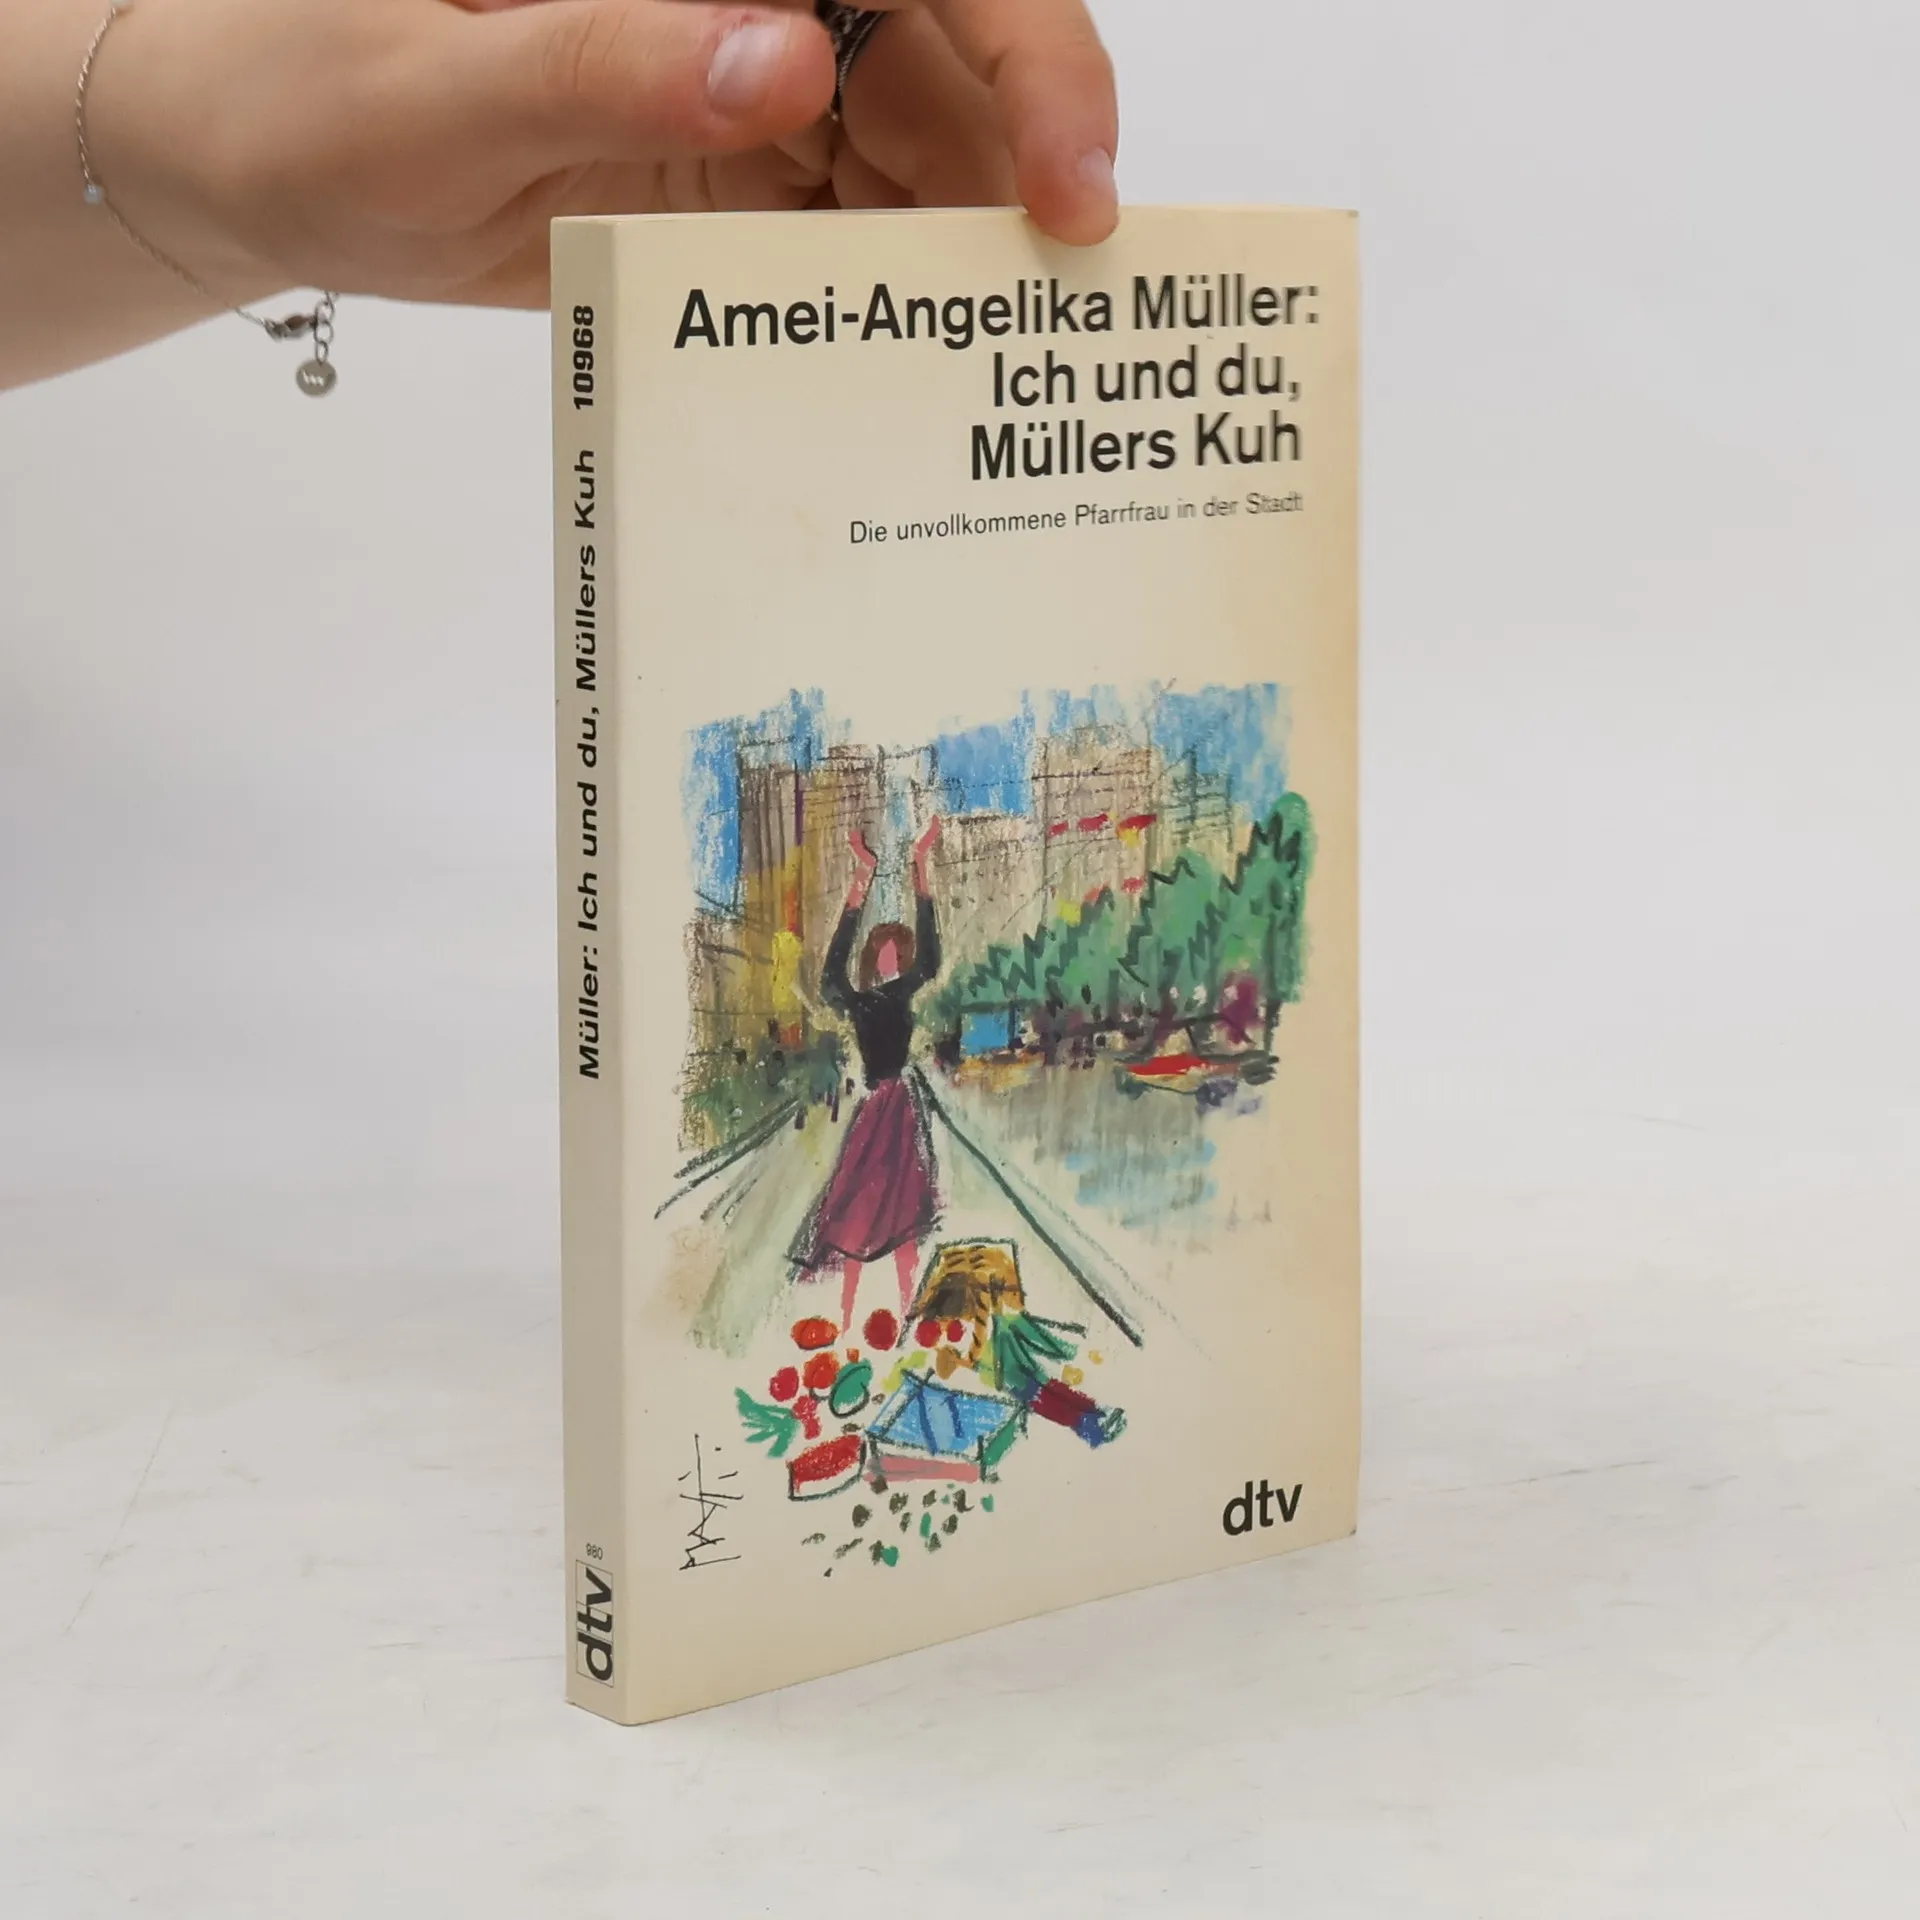 Amei-Angelika Müller:
Ich und du,
Müllers Kuh
Die unvollkommene Pfarrfrau in der Stadt
dtv
Müller: Ich und du, Müllers Kuh 10968
980
dtv